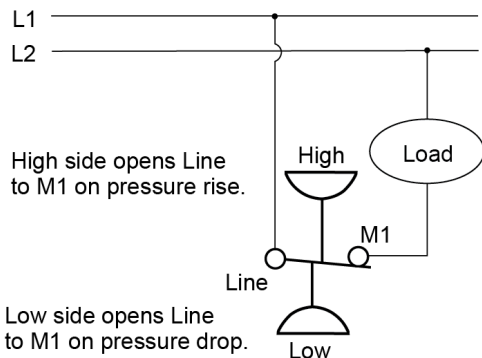 L1
L2
High side opens Line
to M1 on pressure rise.
High
Load
M1
Line
Low side opens Line
to M1 on pressure drop.
Low